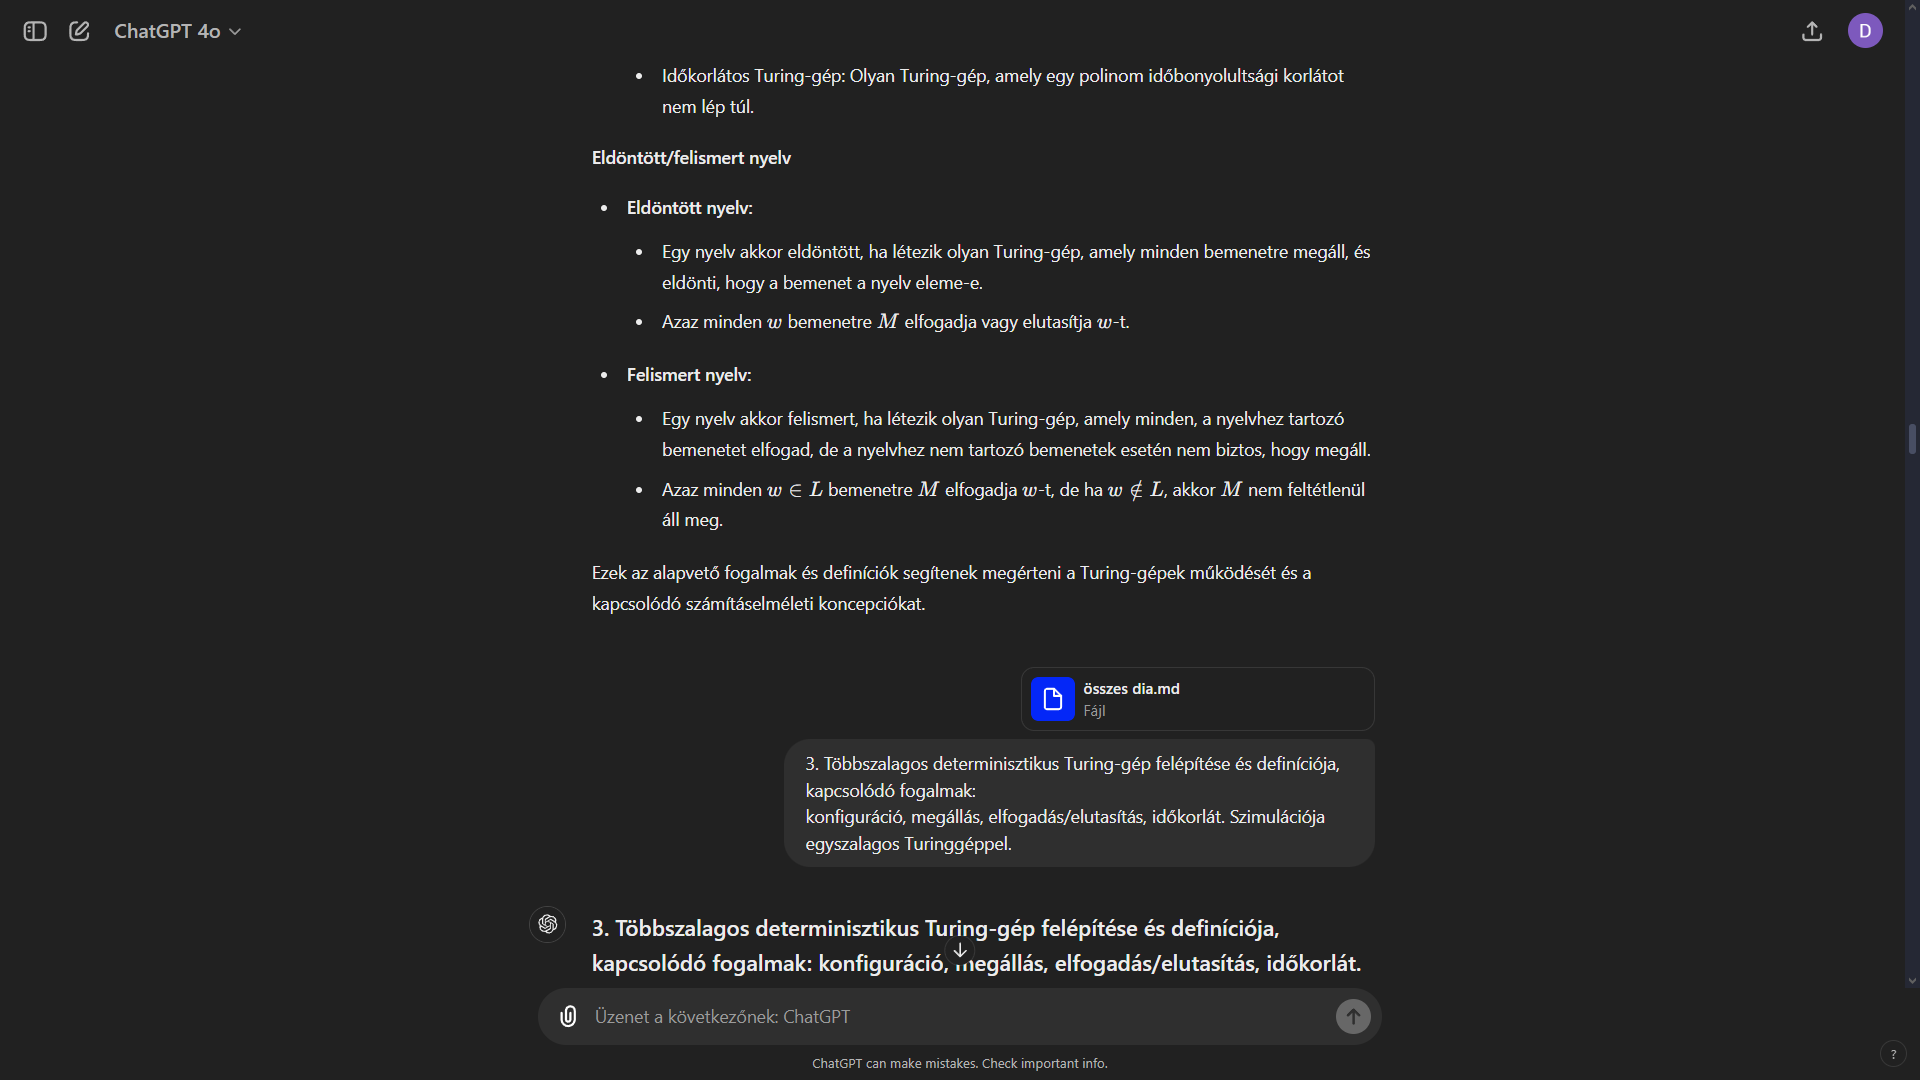 ChatGPT 4o
D
Időkorlátos Turing-gép: Olyan Turing-gép, amely egy polinom időbonyolultsági korlátot
nem lép túl.
Eldöntött/felismert nyelv
Eldöntött nyelv:
Egy nyelv akkor eldöntött, ha létezik olyan Turing-gép, amely minden bemenetre megáll, és
eldönti, hogy a bemenet a nyelv eleme-e.
Azaz minden w bemenetre M elfogadja vagy elutasítja w-t.
Felismert nyelv:
Egy nyelv akkor felismert, ha létezik olyan Turing-gép, amely minden, a nyelvhez tartozó
bemenetet elfogad, de a nyelvhez nem tartozó bemenetek esetén nem biztos, hogy megáll.
Azaz minden w ∈ L bemenetre M elfogadja w-t, de ha w ∉ L, akkor M nem feltétlenül
áll meg.
Ezek az alapvető fogalmak és definíciók segítenek megérteni a Turing-gépek működését és a
kapcsolódó számításelméleti koncepciókat.
összes dia.md
Fájl
3. Többszalagos determinisztikus Turing-gép felépítése és definíciója,
kapcsolódó fogalmak:
konfiguráció, megállás, elfogadás/elutasítás, időkorlát. Szimulációja
egyszalagos Turinggéppel.
3. Többszalagos determinisztikus Turing-gép felépítése és definíciója,
kapcsolódó fogalmak: konfiguráció, megállás, elfogadás/elutasítás, időkorlát.
Üzenet a következőnek: ChatGPT
ChatGPT can make mistakes. Check important info.
?